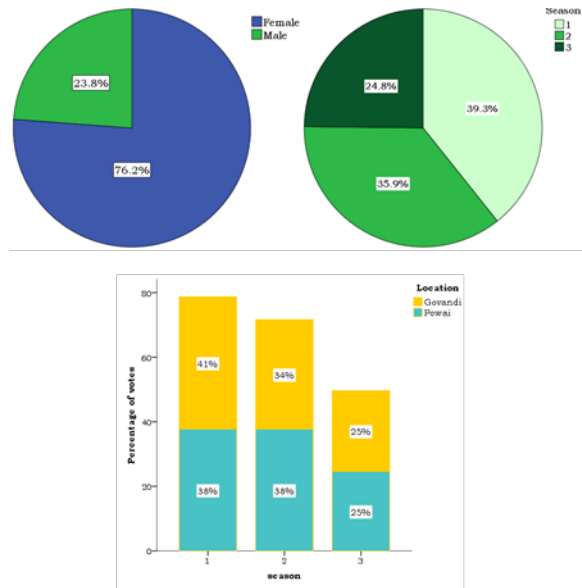 Female
Male
23.8%
76.2%
Season
1
2
3
24.8%
39.3%
35.9%
Location
Govandi
Powai
Percentage of votes
80
60
40
20
0
41%
34%
25%
38%
38%
25%
1
2
3
season